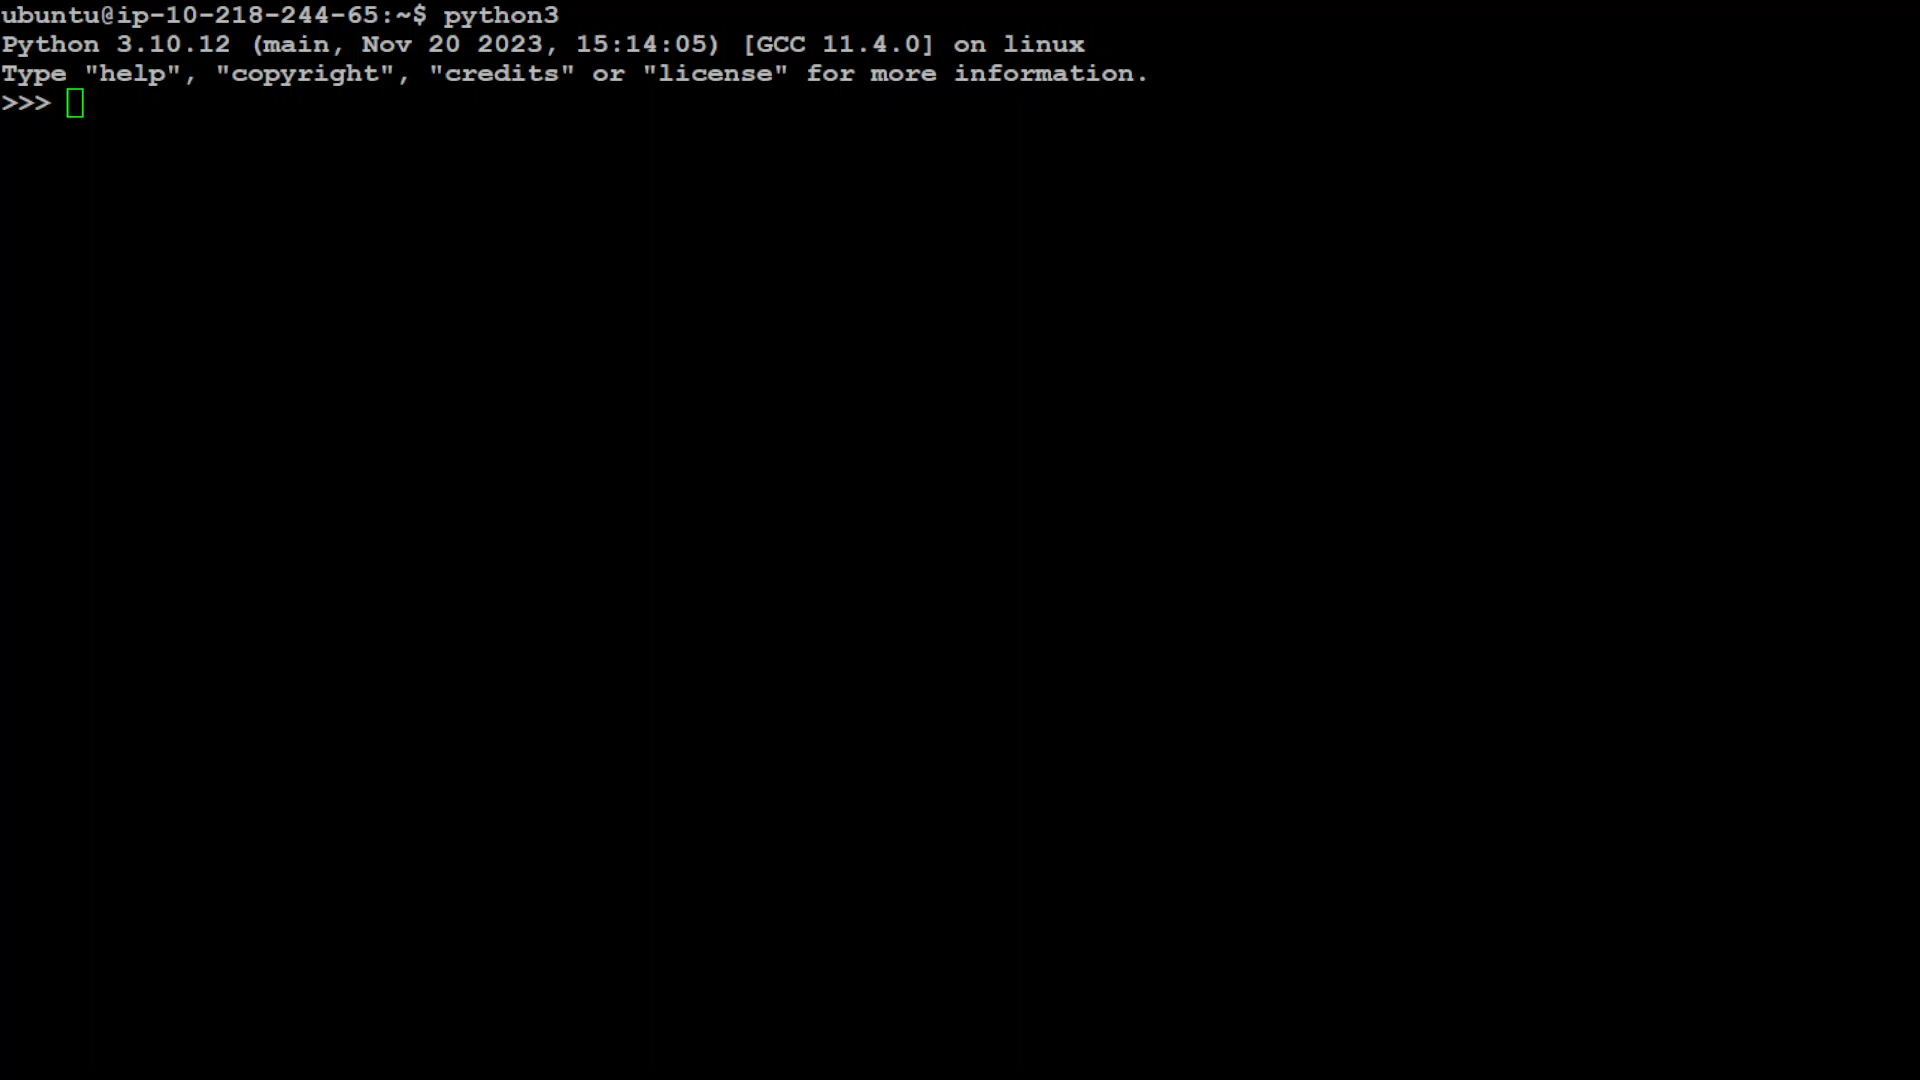 ubuntu@ip-10-218-244-65:~$ python3
Python 3.10.12 (main, Nov 20 2023, 15:14:05) [GCC 11.4.0] on linux
Type "help", "copyright", "credits" or "license" for more information.
>>>